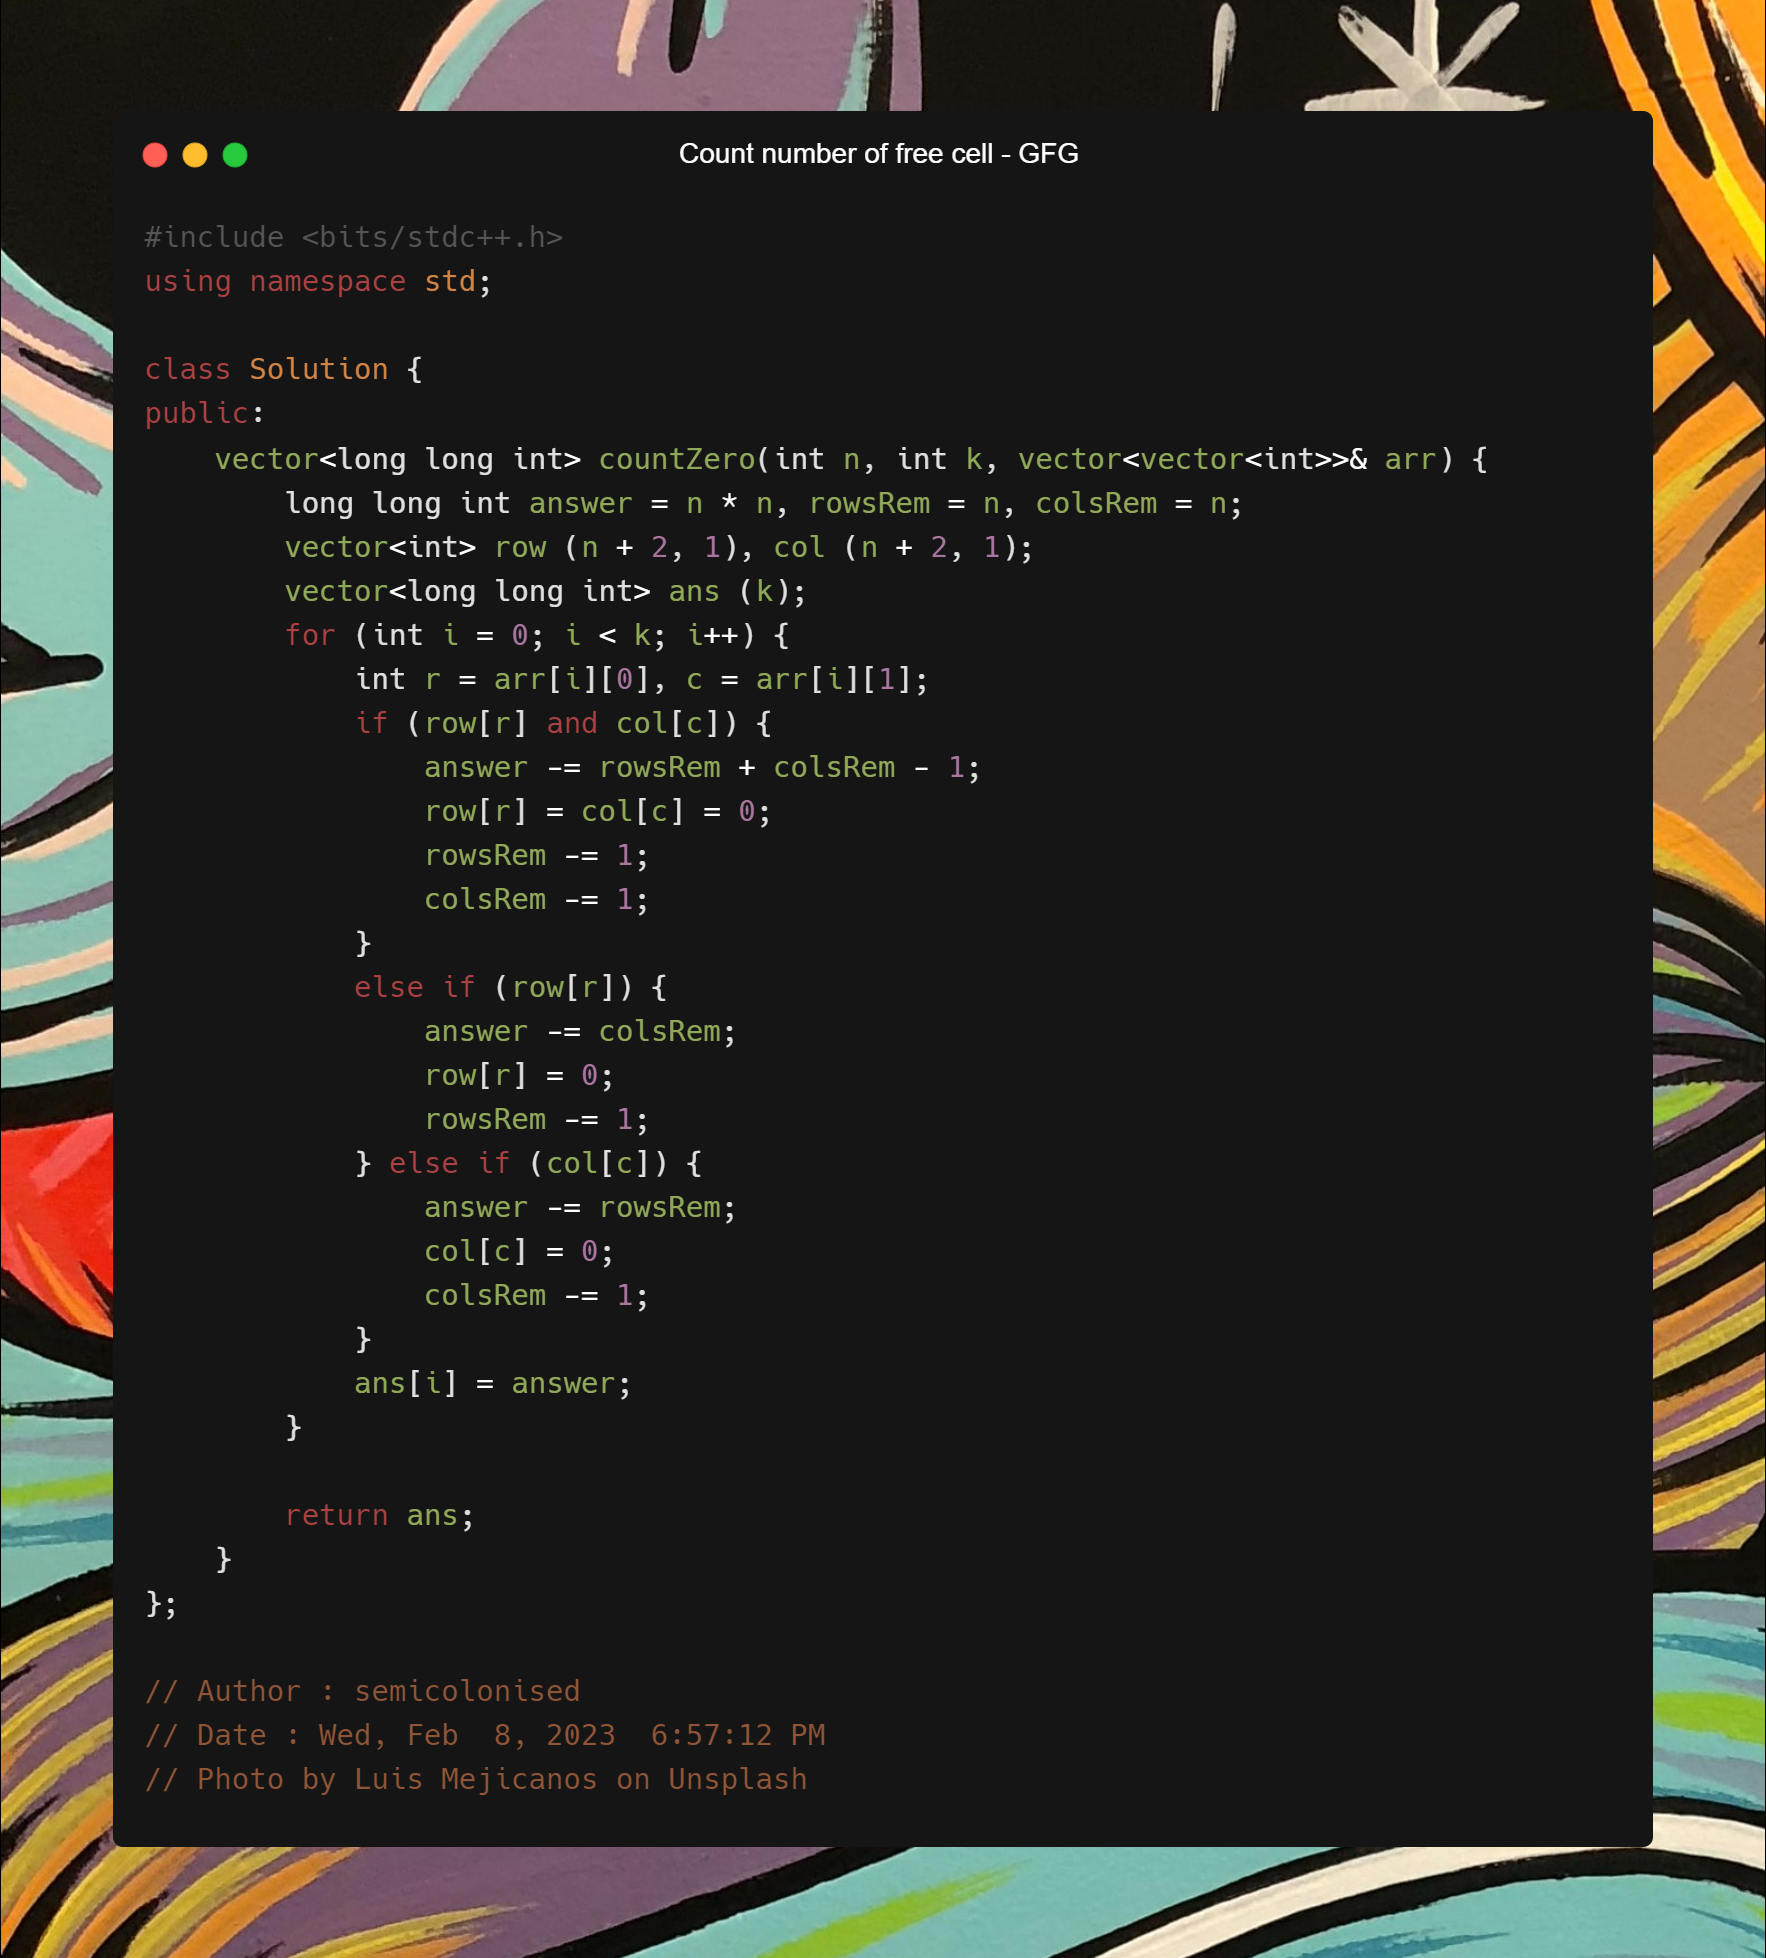 Count number of free cell - GFG
#include <bits/stdc++.h>
using namespace std;

class Solution {
public:
    vector<long long int> countZero(int n, int k, vector<vector<int>>& arr) {
        long long int answer = n * n, rowsRem = n, colsRem = n;
        vector<int> row (n + 2, 1), col (n + 2, 1);
        vector<long long int> ans (k);
        for (int i = 0; i < k; i++) {
            int r = arr[i][0], c = arr[i][1];
            if (row[r] and col[c]) {
                answer -= rowsRem + colsRem - 1;
                row[r] = col[c] = 0;
                rowsRem -= 1;
                colsRem -= 1;
            }
            else if (row[r]) {
                answer -= colsRem;
                row[r] = 0;
                rowsRem -= 1;
            } else if (col[c]) {
                answer -= rowsRem;
                col[c] = 0;
                colsRem -= 1;
            }
            ans[i] = answer;
        }

        return ans;
    }
};

// Author : semicolonised
// Date : Wed, Feb  8, 2023  6:57:12 PM
// Photo by Luis Mejicanos on Unsplash